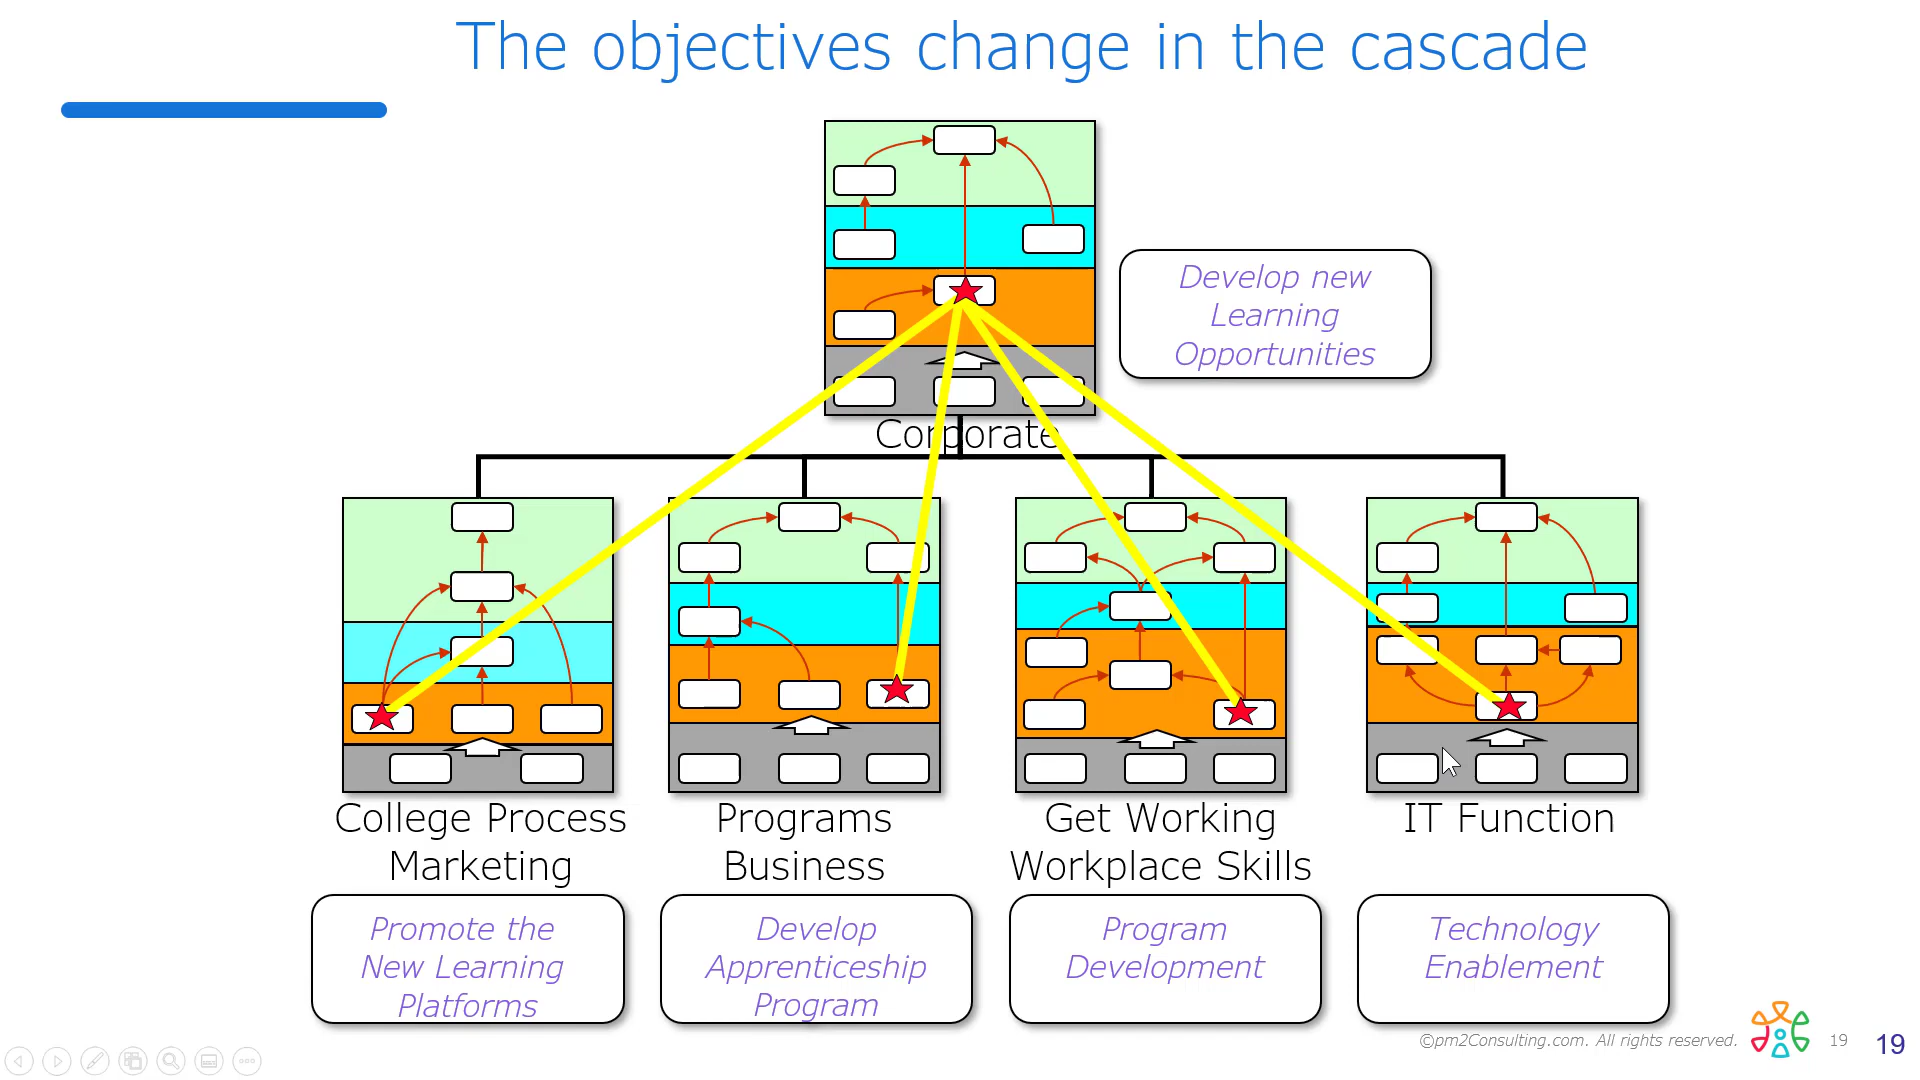 The objectives change in the cascade
Develop new
Learning
Opportunities
Corporate
College Process
Marketing
Programs
Business
Get Working
Workplace Skills
IT Function
Promote the
New Learning
Platforms
Develop
Apprenticeship
Program
Program
Development
Technology
Enablement
©pm2Consulting.com. All rights reserved.
19
19